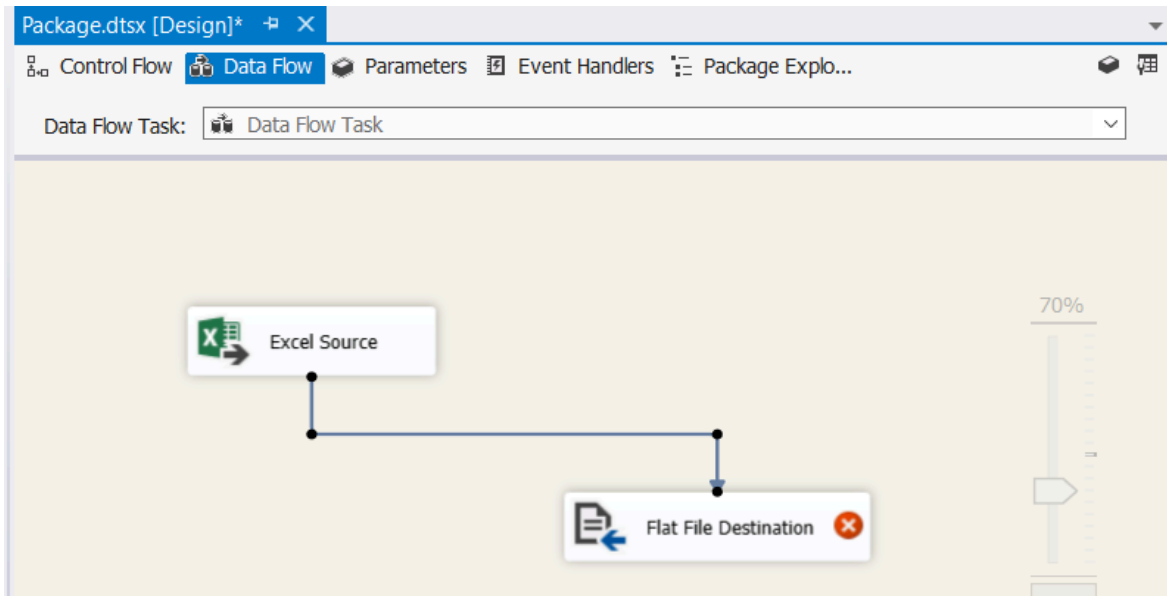 Package.dtsx [Design]*
Control Flow Data Flow Parameters Event Handlers Package Explo...
Data Flow Task: Data Flow Task
70%
Excel Source
Flat File Destination